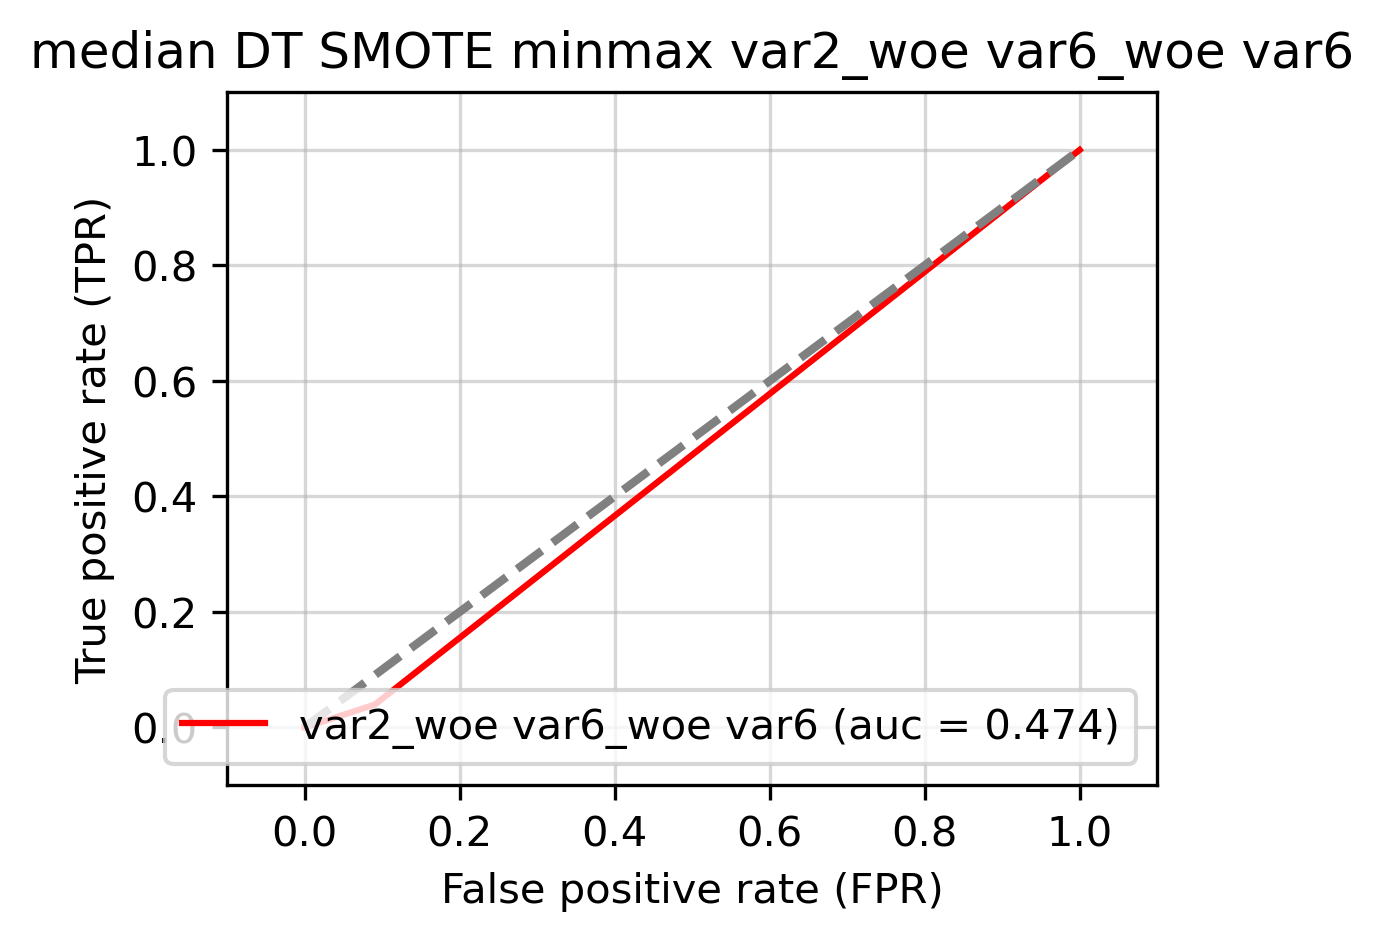 median DT SMOTE minmax var2_woe var6_woe var6
True positive rate (TPR)
1.0
0.8
0.6
0.4
0.2
0.0
var2_woe var6_woe var6 (auc = 0.474)
0.0 0.2 0.4 0.6 0.8 1.0
False positive rate (FPR)